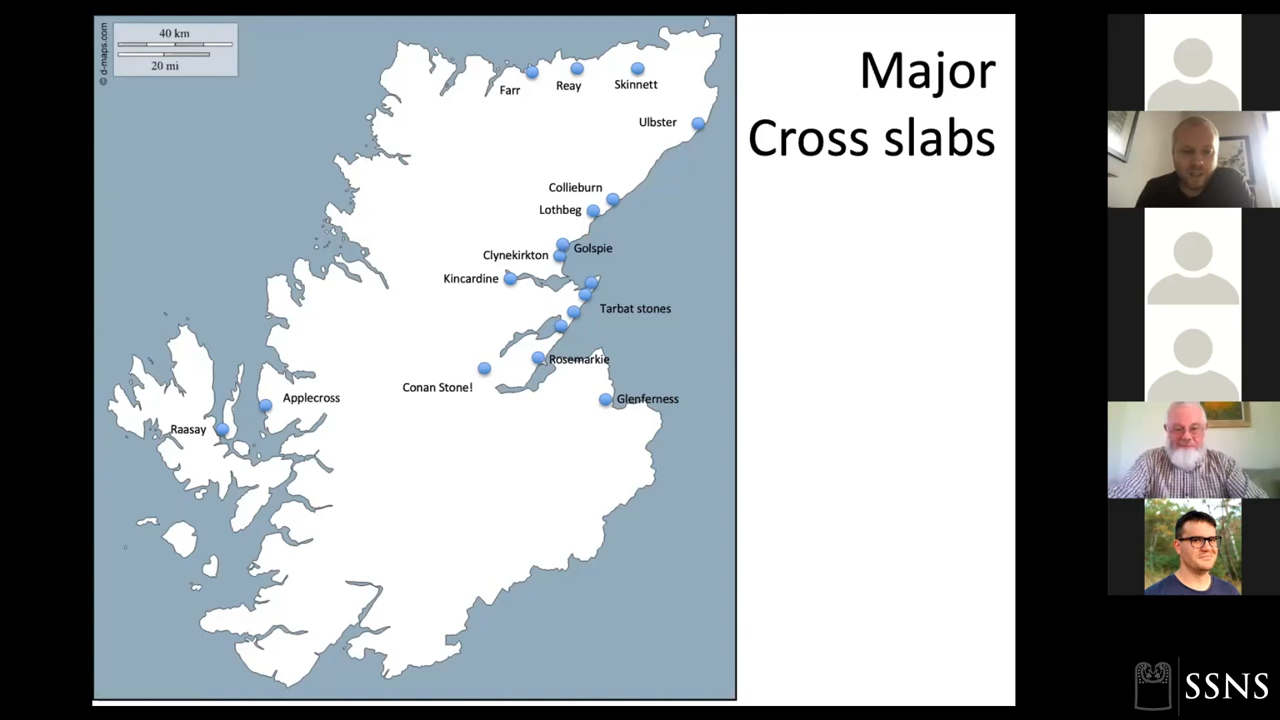 © d-maps.com
40 km
20 mi
Major
Cross slabs
Farr
Reay
Skinnett
Ulbster
Collieburn
Lothbeg
Golspie
Clynekirkton
Kincardine
Tarbat stones
Rosemarkie
Conan Stone!
Applecross
Glenferness
Raasay
SSNS